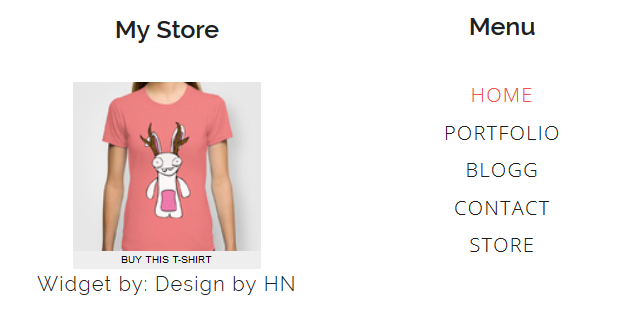 My Store
BUY THIS T-SHIRT
Widget by: Design by HN
Menu
HOME
PORTFOLIO
BLOGG
CONTACT
STORE